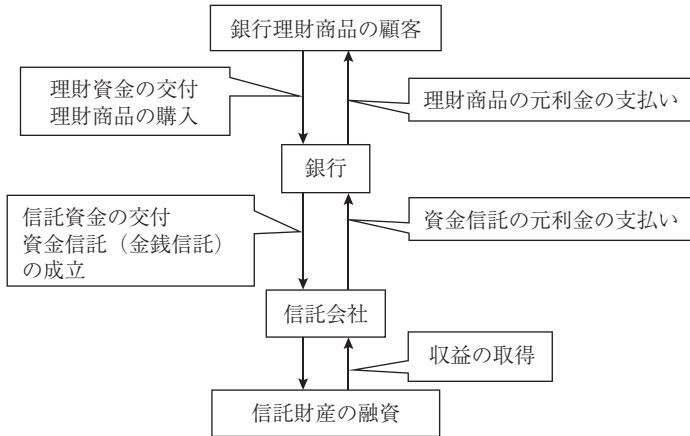 銀行理財商品の顧客
理財資金の交付
理財商品の購入
理財商品の元利金の支払い
銀行
信託資金の交付
資金信託（金銭信託）
の成立
資金信託の元利金の支払い
信託会社
収益の取得
信託財産の融資